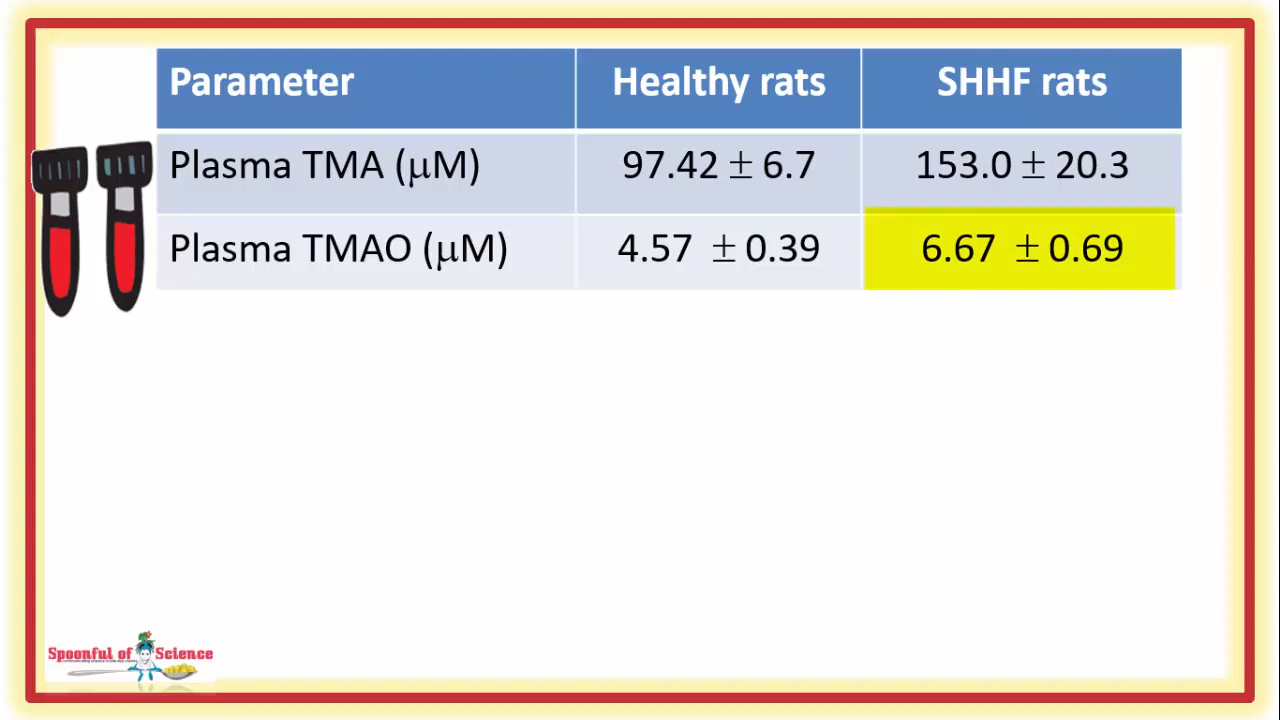 Parameter Healthy rats SHHF rats
Plasma TMA (μM) 97.42 ± 6.7 153.0 ± 20.3
Plasma TMAO (μM) 4.57 ± 0.39 6.67 ± 0.69
Spoonful of Science